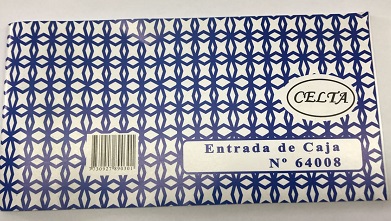 CELTA
Entrada de Caja
Nº 64008